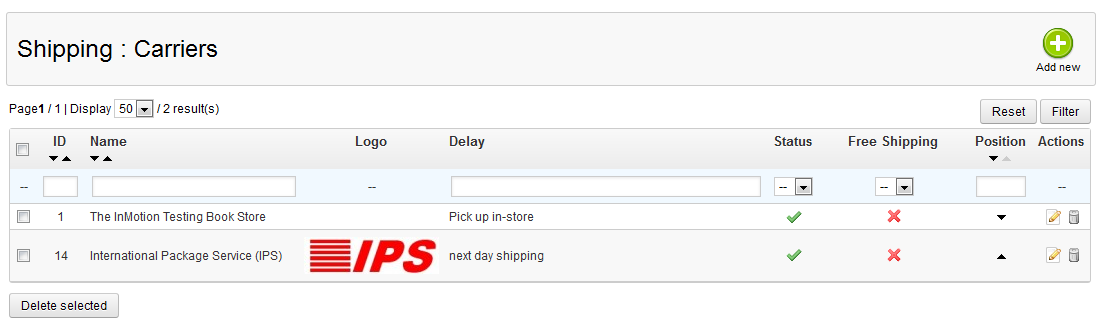 Shipping : Carriers
Add new
Page1 / 1 | Display 50 / 2 result(s)
Reset Filter
ID Name Logo Delay Status Free Shipping Position Actions
-- -- -- -- --
1 The InMotion Testing Book Store Pick up in-store
14 International Package Service (IPS) IPS next day shipping
Delete selected